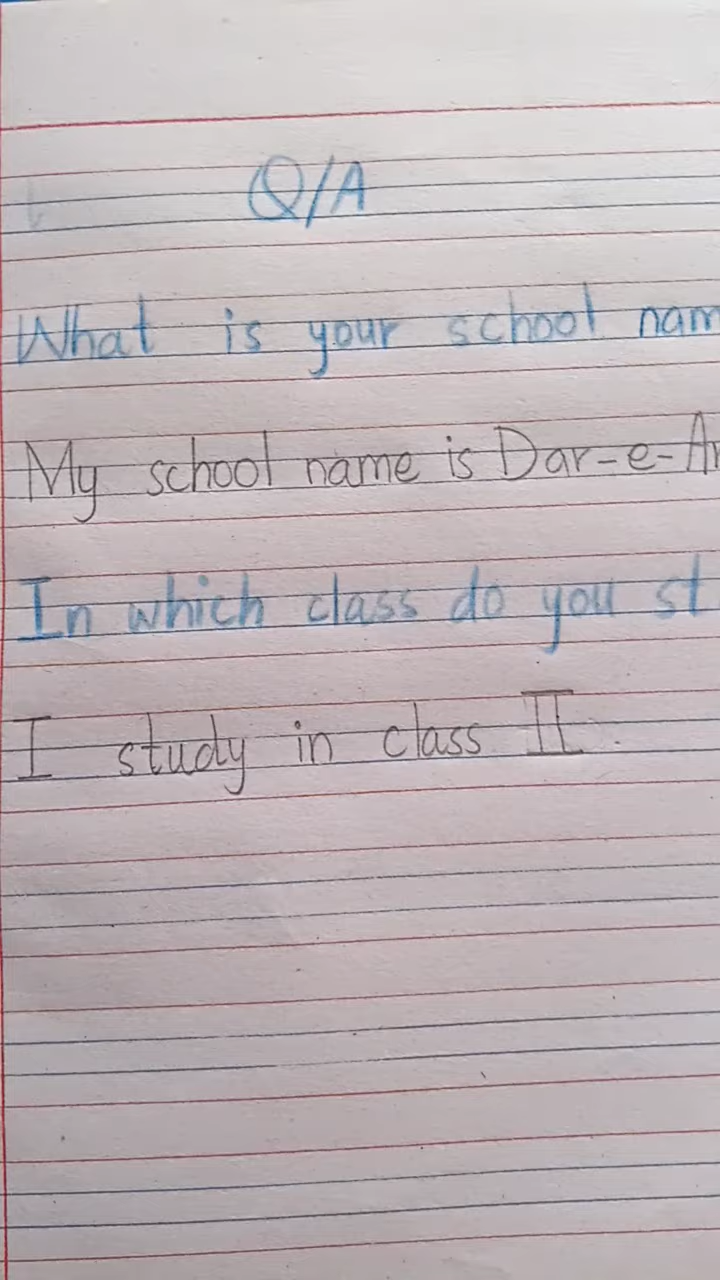 Q/A
What is your school nam
My school name is Dar-e-Ar
In which class do you st
I study in class II.